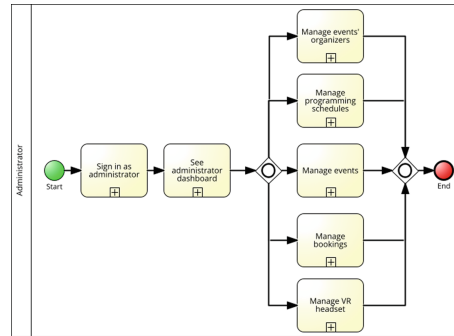 Administrator
Start
Sign in as
administrator
See
administrator
dashboard
Manage events'
organizers
Manage
programming
schedules
Manage events
Manage
bookings
Manage VR
headset
End